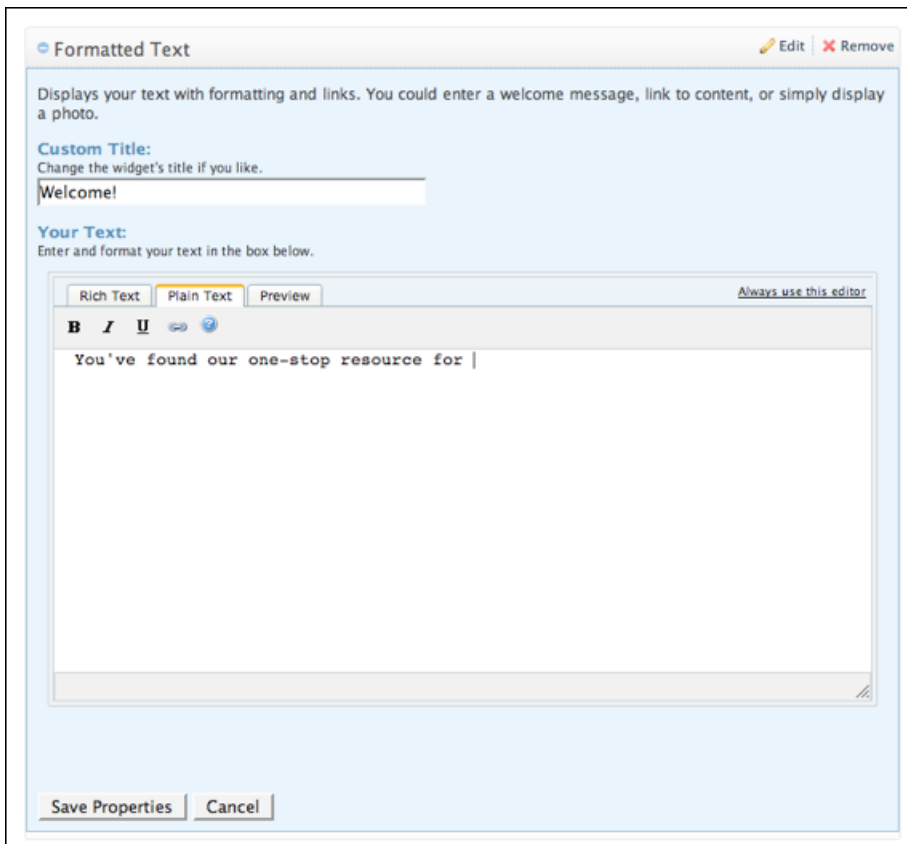 Formatted Text
Edit
Remove
Displays your text with formatting and links. You could enter a welcome message, link to content, or simply display
a photo.
Custom Title:
Change the widget's title if you like.
Welcome!
Your Text:
Enter and format your text in the box below.
Rich Text
Plain Text
Preview
Always use this editor
B I U ?
You've found our one-stop resource for
Save Properties
Cancel